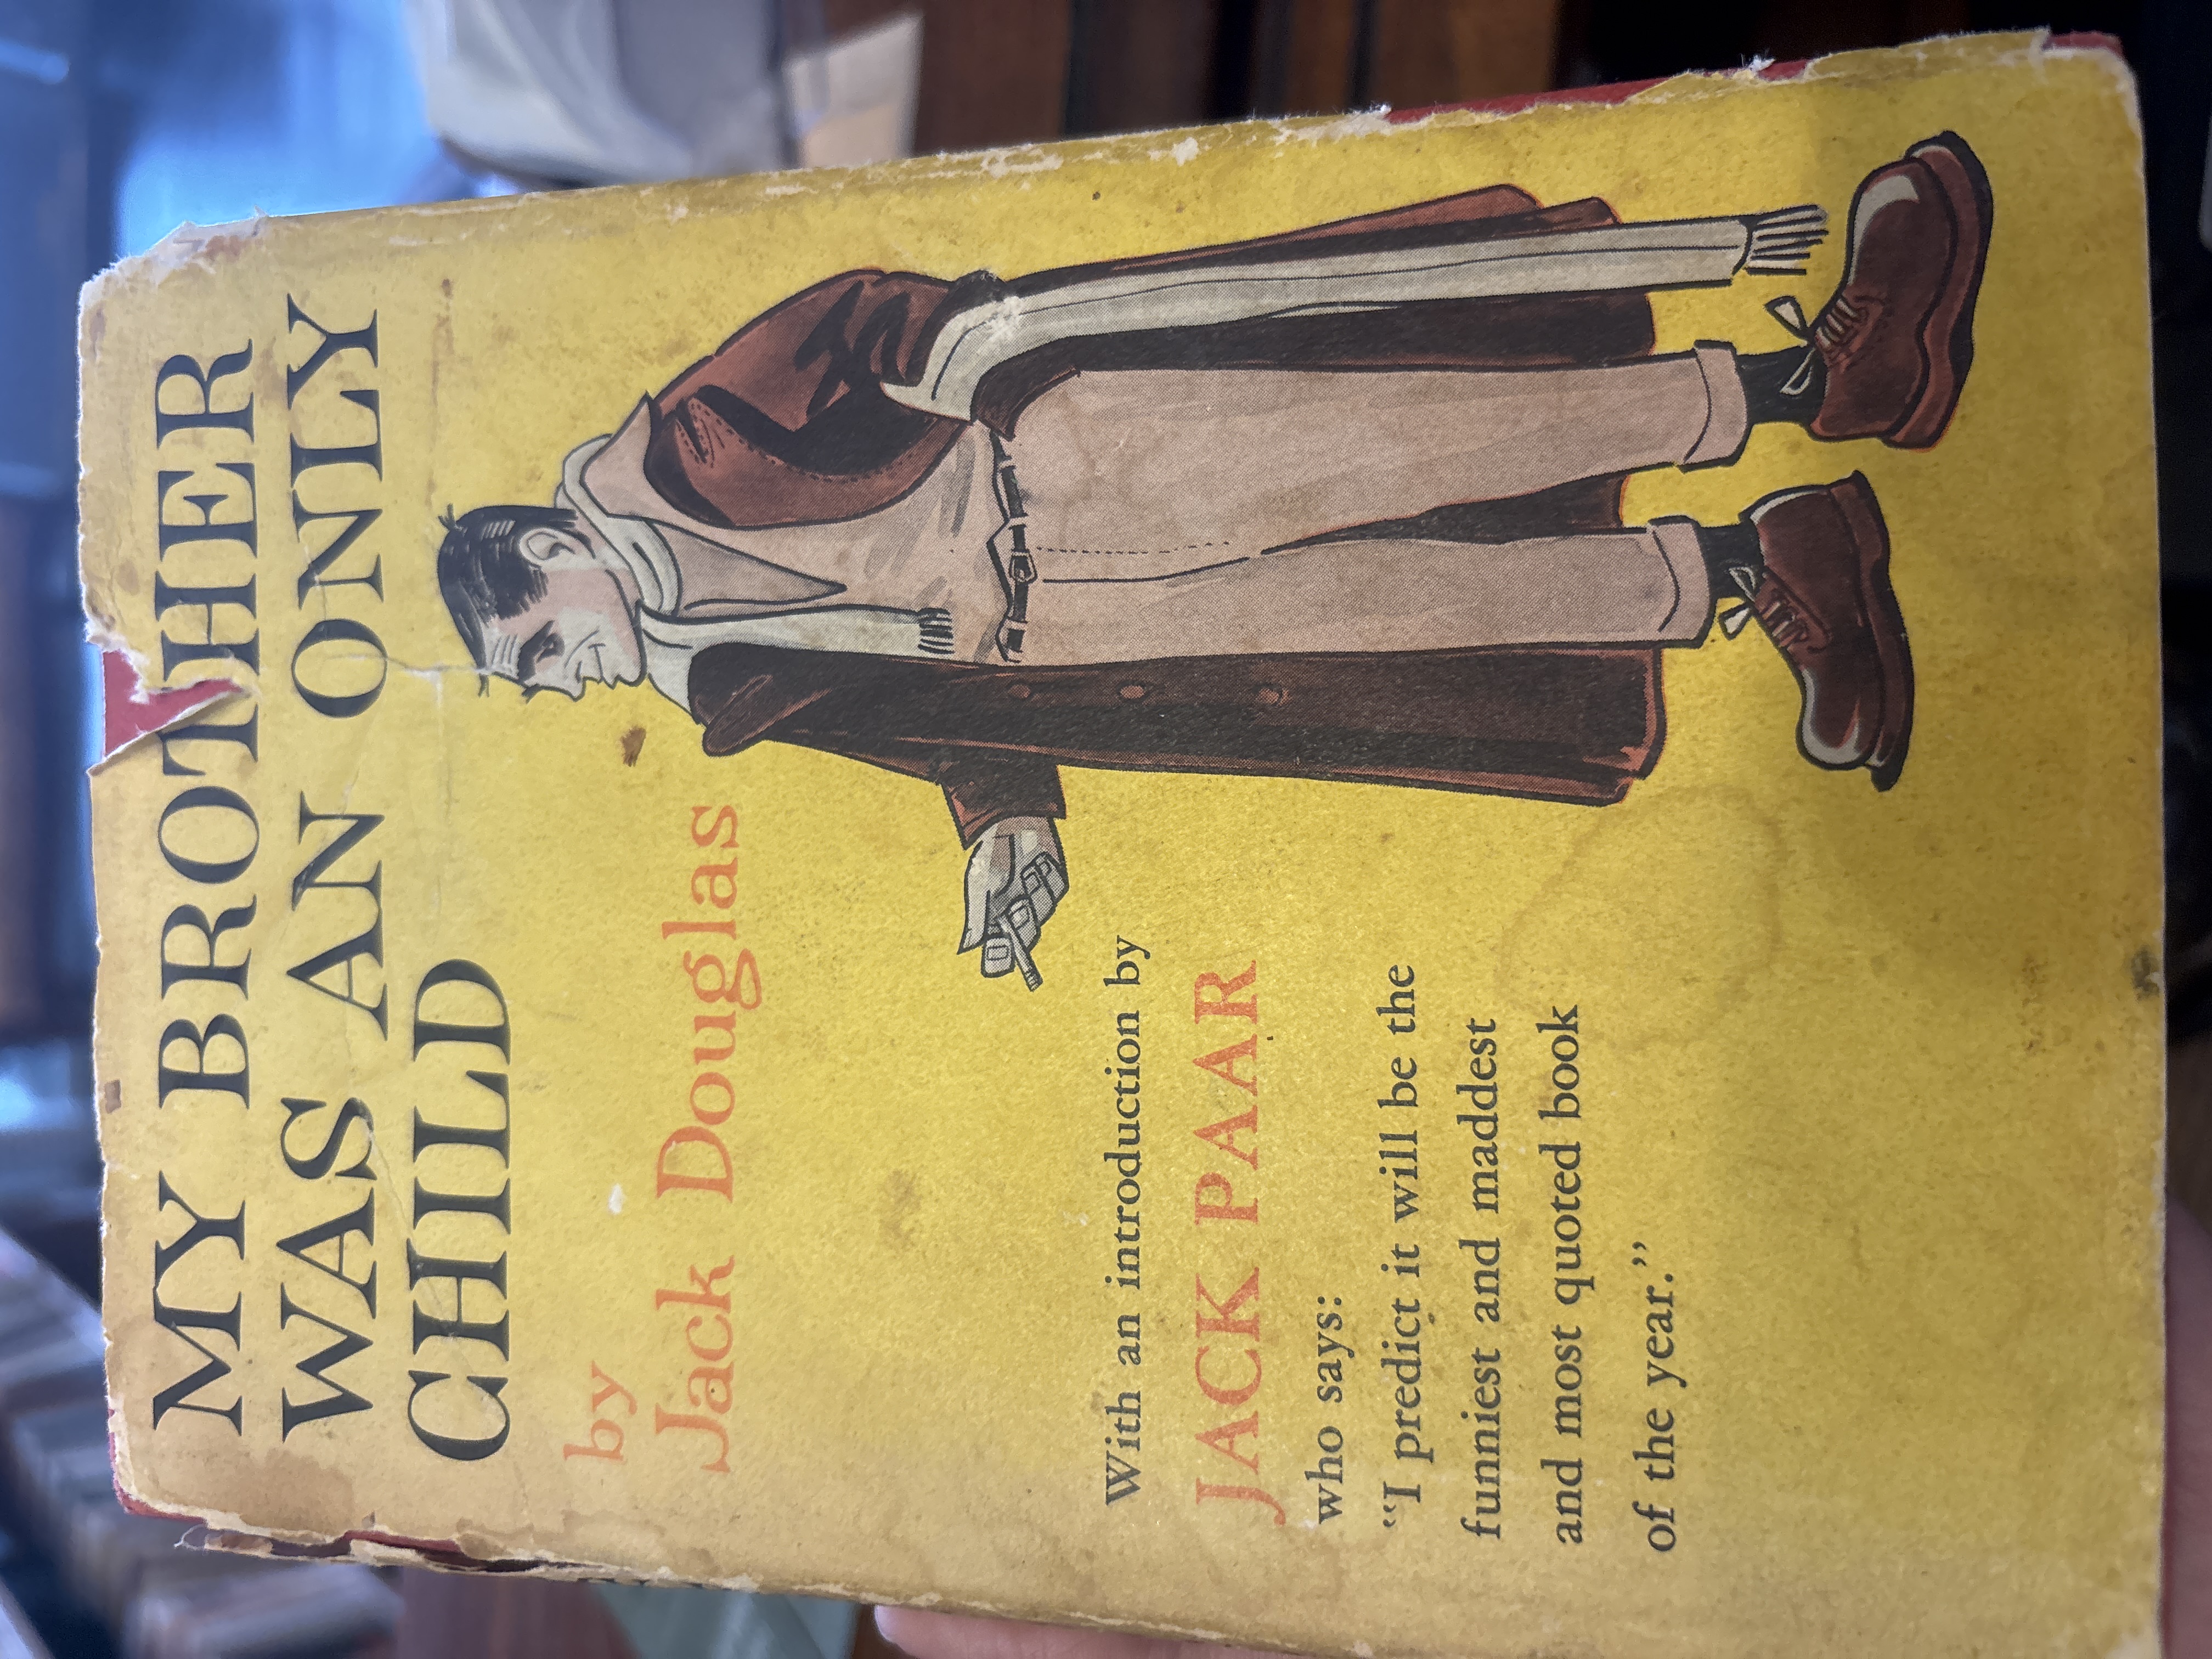 MY BROTHER
WAS AN ONLY
CHILD
by
Jack Douglas
With an introduction by
JACK PAAR
who says:
“I predict it will be the
funniest and maddest
and most quoted book
of the year.”